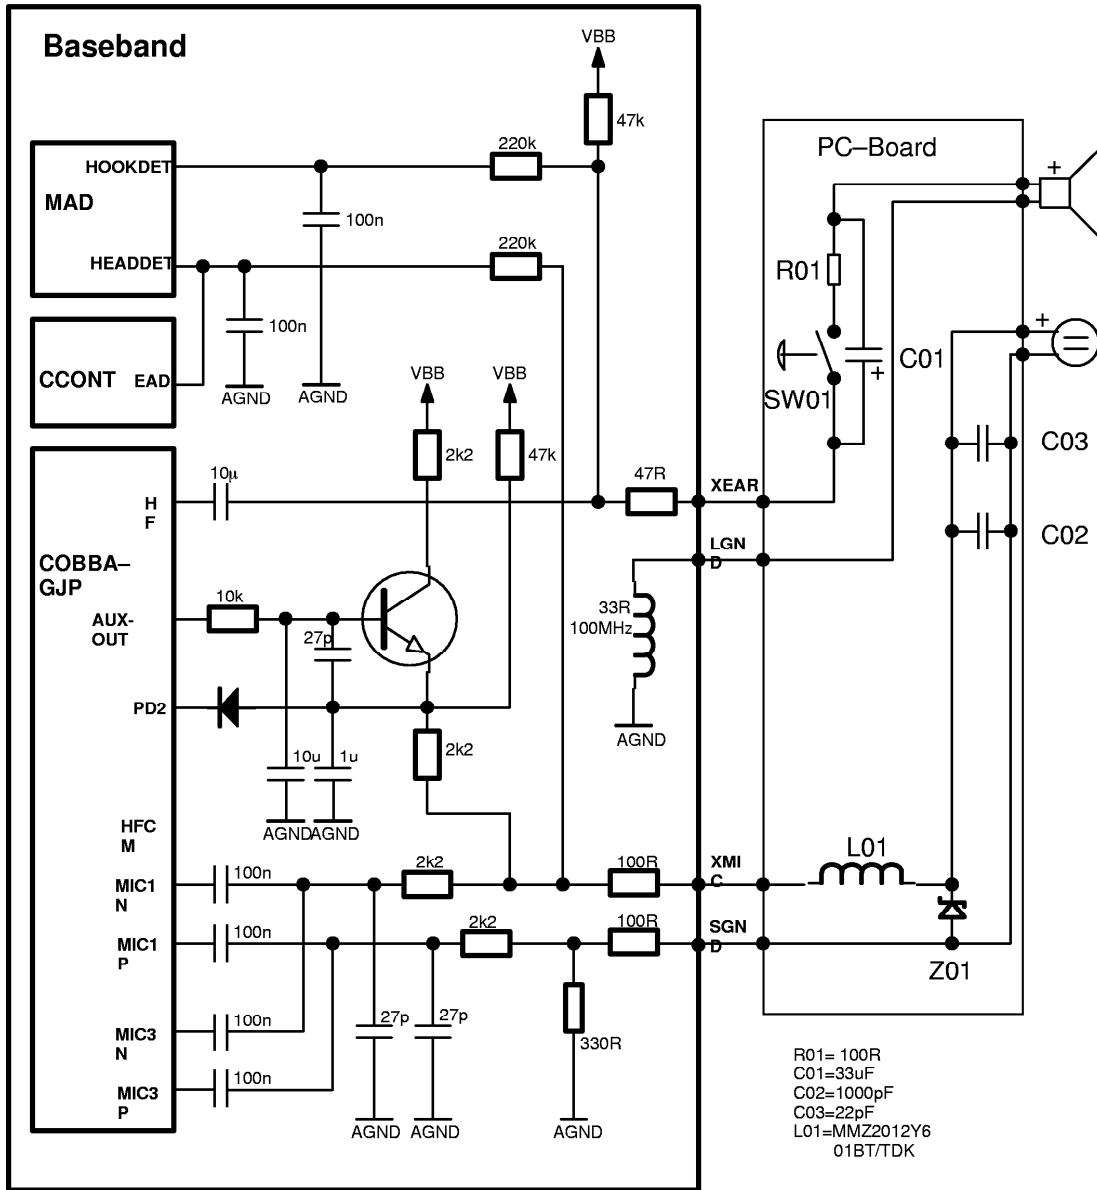 Baseband
VBB
47k
PC–Board
220k
HOOKDET
+
MAD
100n
220k
HEADDET
R01
100n
+
CCONT
EAD
C01
+
AGND
AGND
VBB
VBB
SW01
2k2
47k
C03
10µ
47R
XEAR
H
F
C02
LGN
D
COBBA–
GJP
10k
33R
100MHz
AUX-
OUT
27p
PD2
AGND
2k2
10u
1u
AGND
AGND
HFC
M
L01
2k2
100R
XMI
C
100n
MIC1
N
2k2
100R
SGN
D
100n
MIC1
P
Z01
27p
27p
100n
MIC3
N
330R
R01= 100R
C01=33uF
C02=1000pF
C03=22pF
L01=MMZ2012Y6
01BT/TDK
100n
MIC3
P
AGND
AGND
AGND